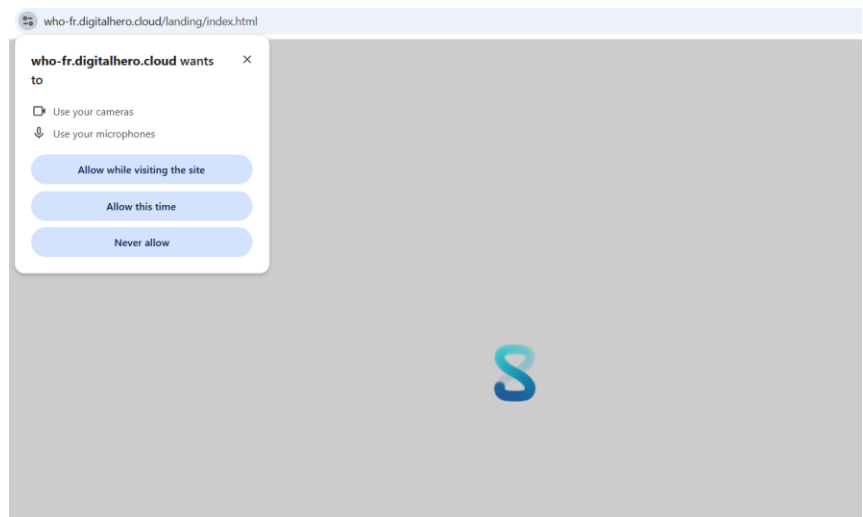 who-fr.digitalhero.cloud/landing/index.html
who-fr.digitalhero.cloud wants
to
Use your cameras
Use your microphones
Allow while visiting the site
Allow this time
Never allow